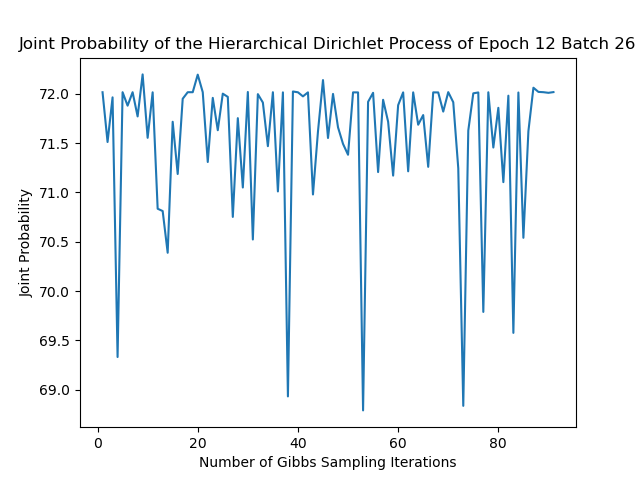 Joint Probability of the Hierarchical Dirichlet Process of Epoch 12 Batch 26
72.0
71.5
71.0
70.5
70.0
69.5
69.0
Joint Probability
0 20 40 60 80
Number of Gibbs Sampling Iterations